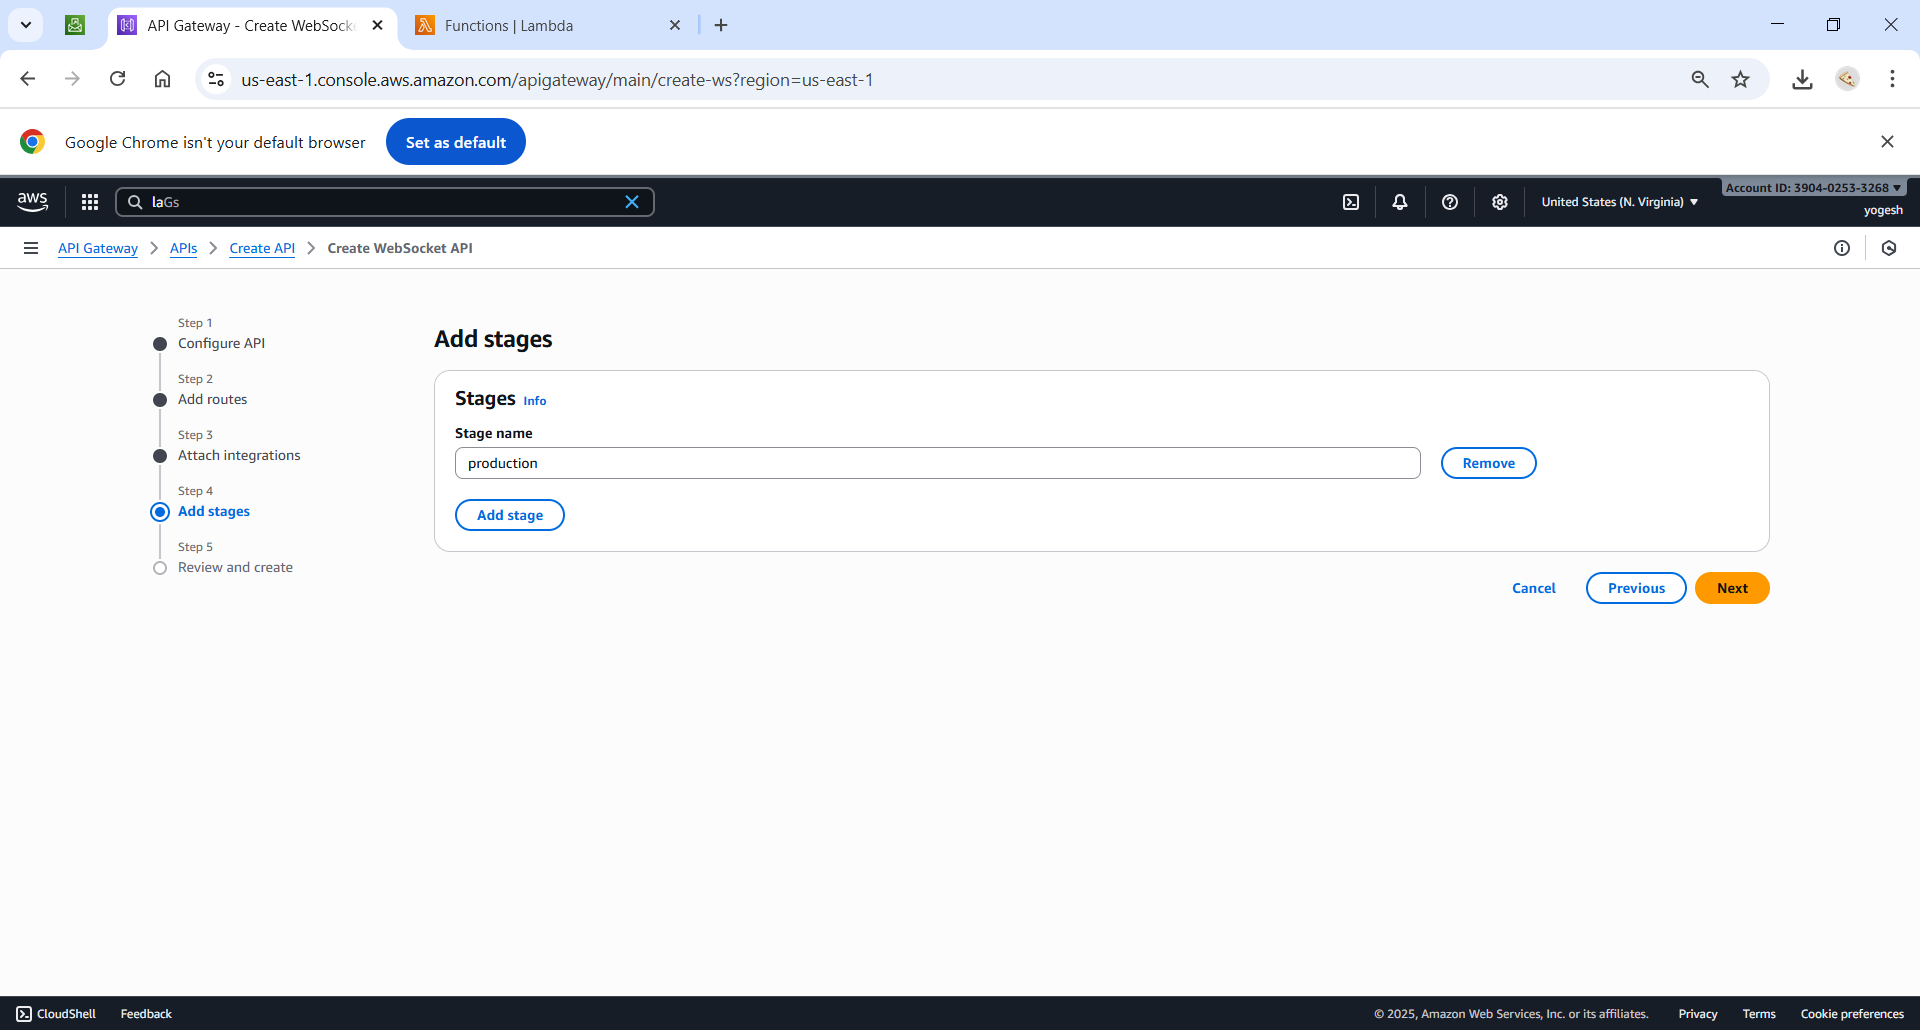 API Gateway - Create WebSocke
Functions | Lambda
us-east-1.console.aws.amazon.com/apigateway/main/create-ws?region=us-east-1
Google Chrome isn't your default browser
Set as default
aws
laGs
United States (N. Virginia)
Account ID: 3904-0253-3268
yogesh
API Gateway
APIs
Create API
Create WebSocket API
Step 1
Configure API
Step 2
Add routes
Step 3
Attach integrations
Step 4
Add stages
Step 5
Review and create
Add stages
Stages Info
Stage name
production
Remove
Add stage
Cancel
Previous
Next
CloudShell
Feedback
© 2025, Amazon Web Services, Inc. or its affiliates.
Privacy
Terms
Cookie preferences